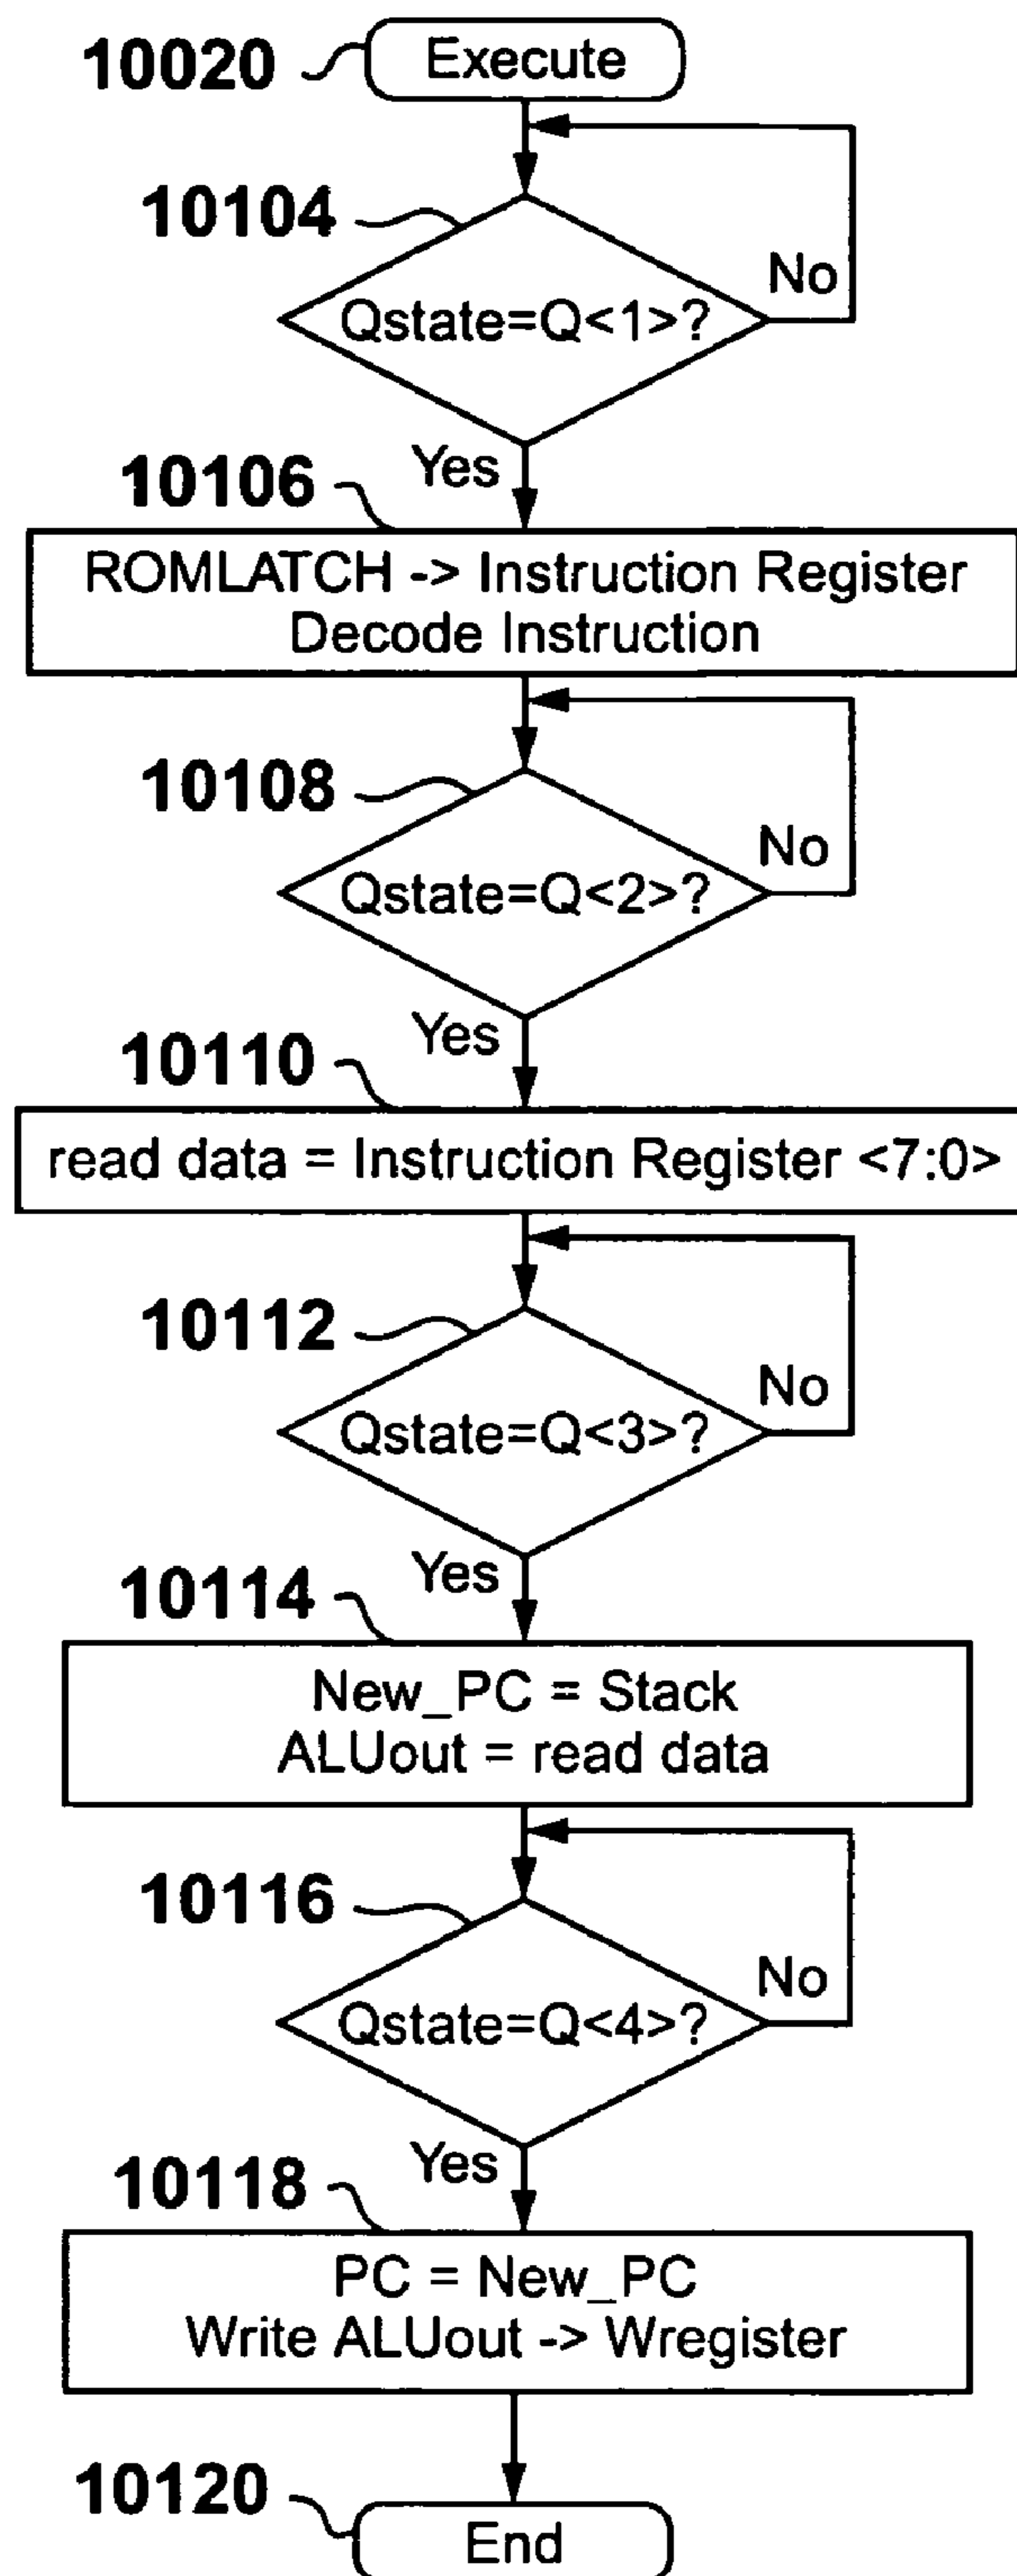 10020
Execute
10104
No
Qstate=Q<1>?
Yes
10106
ROMLATCH -> Instruction Register
Decode Instruction
10108
No
Qstate=Q<2>?
Yes
10110
read data = Instruction Register <7:0>
10112
No
Qstate=Q<3>?
Yes
10114
New_PC = Stack
ALUout = read data
10116
No
Qstate=Q<4>?
Yes
10118
PC = New_PC
Write ALUout -> Wregister
10120
End